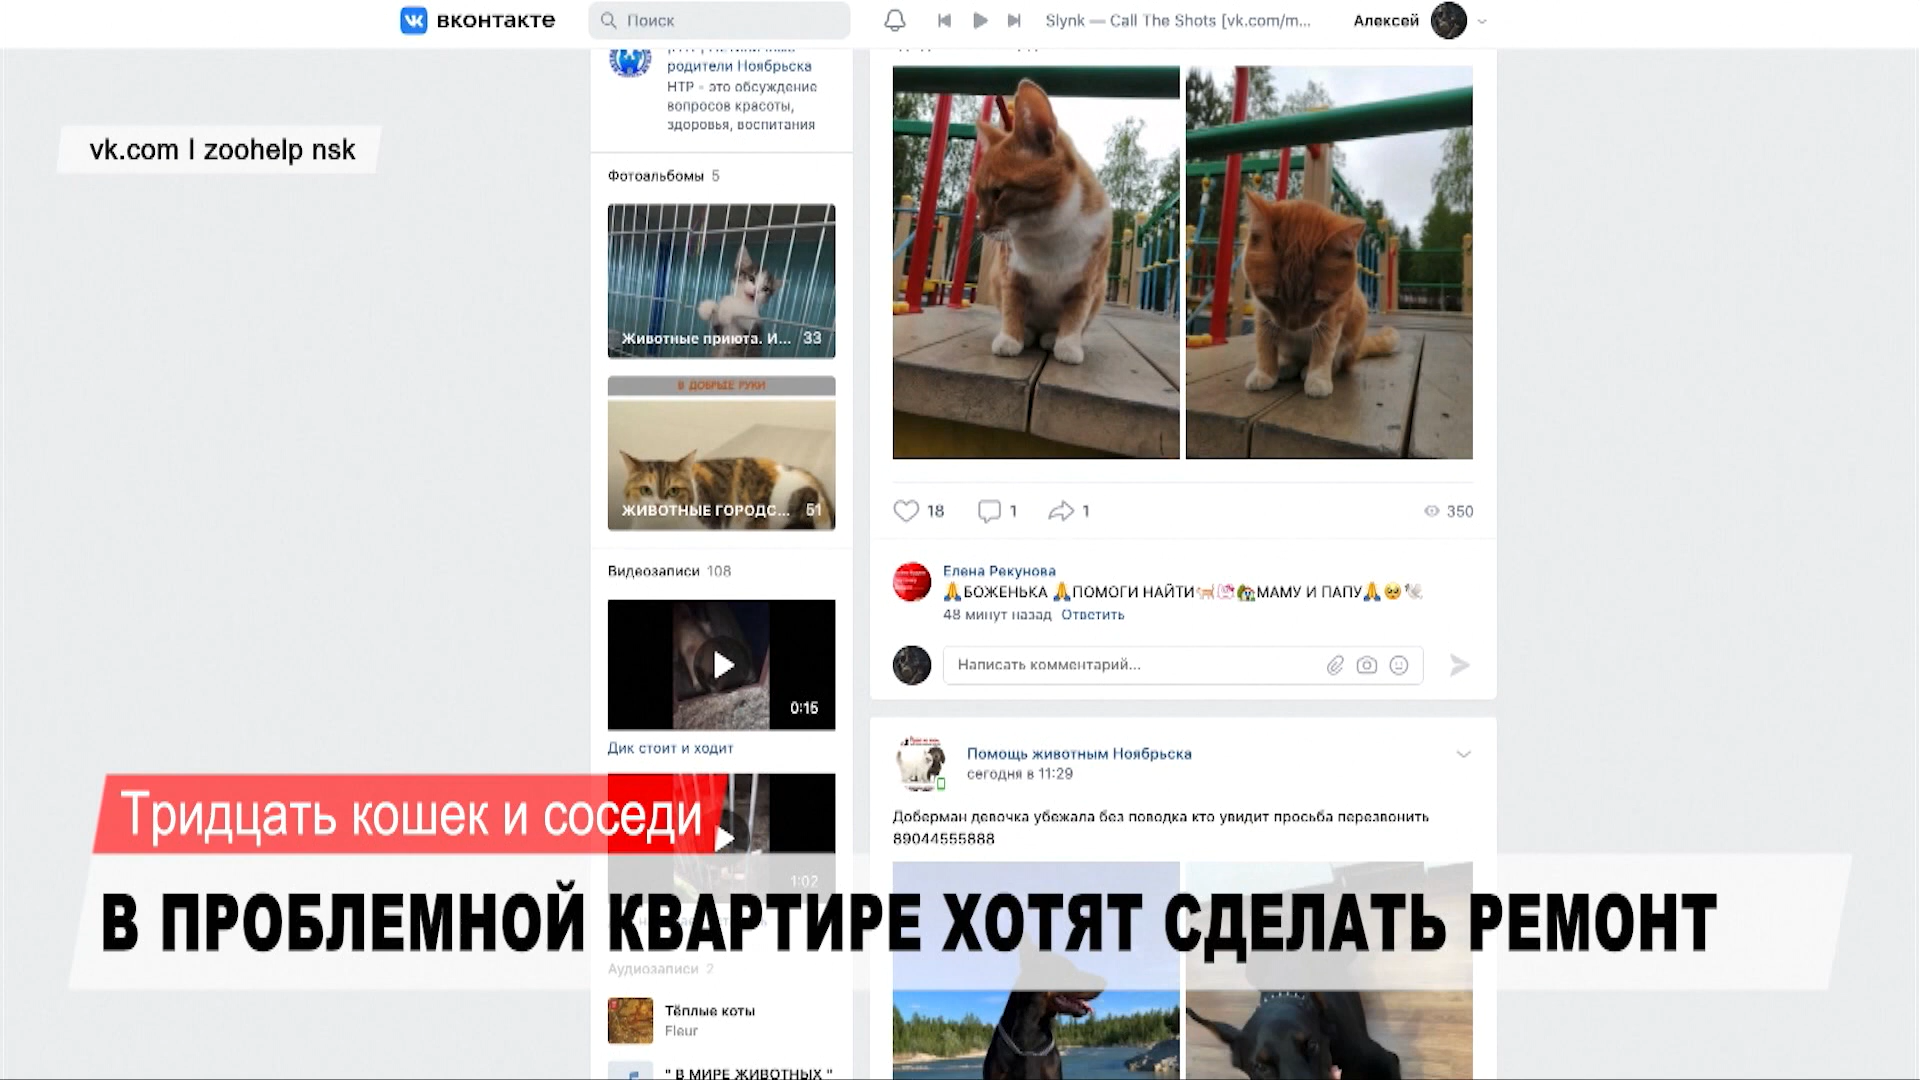 вконтакте
Поиск
Slynk — Call The Shots [vk.com/m...
Алексей
vk.com I zoohelp nsk
родители Ноябрьска
НТР - это обсуждение
вопросов красоты,
здоровья, воспитания
Фотоальбомы 5
Животные приюта. И... 33
В ДОБРЫЕ РУКИ
ЖИВОТНЫЕ ГОРОДС... 51
Видеозаписи 108
0:15
Дик стоит и ходит
1:02
Аудиозаписи 2
Тёплые коты
Fleur
" В МИРЕ ЖИВОТНЫХ "
18 1 1 350
Елена Рекунова
🙏БОЖЕНЬКА 🙏ПОМОГИ НАЙТИ МАМУ И ПАПУ🙏🥺🕊
48 минут назад Ответить
Написать комментарий...
Помощь животным Ноябрьска
сегодня в 11:29
Доберман девочка убежала без поводка кто увидит просьба перезвонить
89044555888
Тридцать кошек и соседи
В ПРОБЛЕМНОЙ КВАРТИРЕ ХОТЯТ СДЕЛАТЬ РЕМОНТ